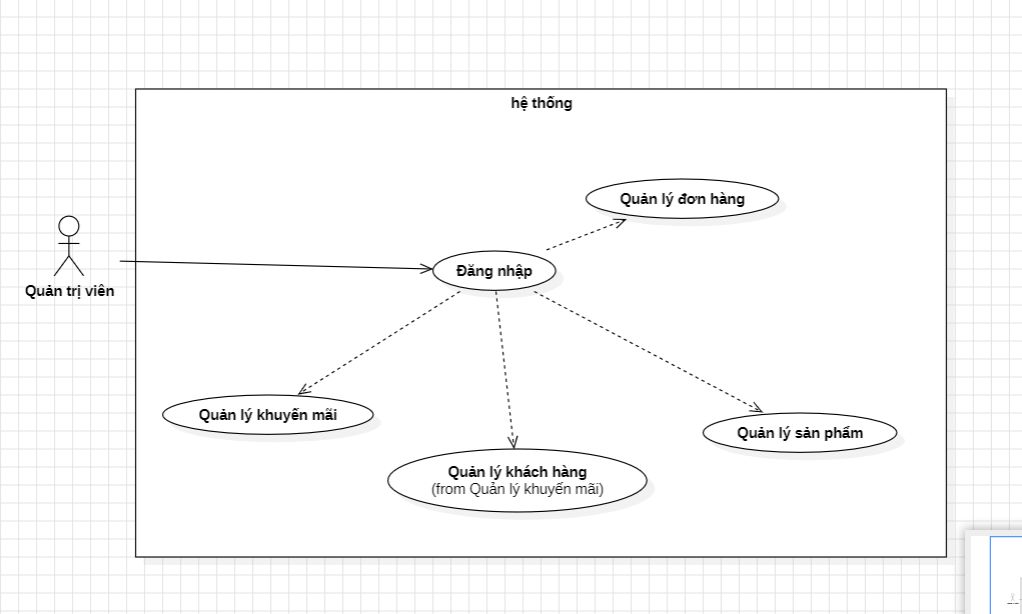 hệ thống
Quản lý đơn hàng
Đăng nhập
Quản trị viên
Quản lý khuyến mãi
Quản lý sản phẩm
Quản lý khách hàng
(from Quản lý khuyến mãi)